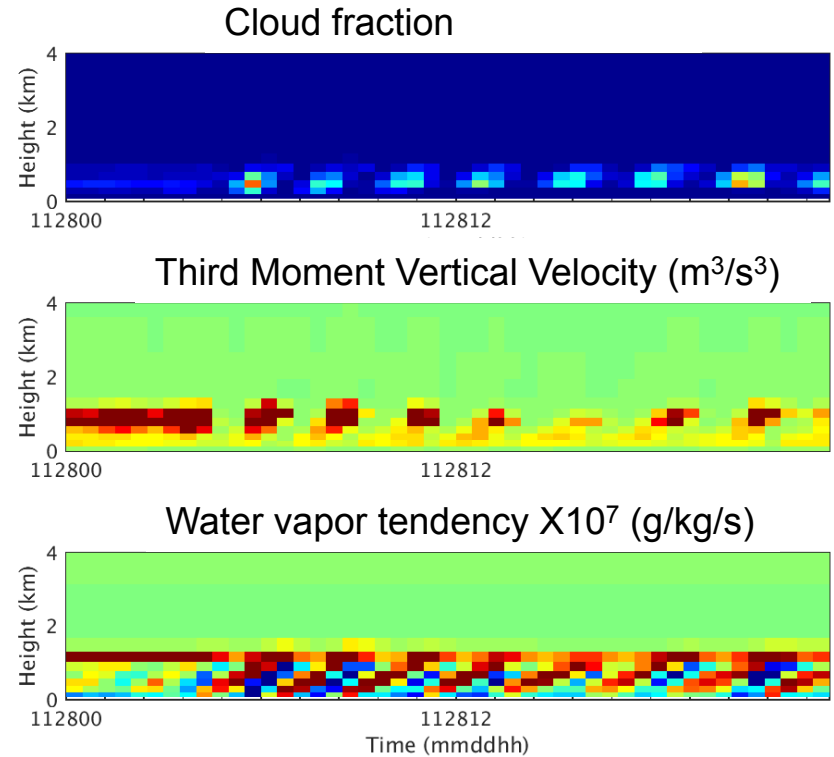 Cloud fraction
4
2
0
Height (km)
112800 112812
Third Moment Vertical Velocity (m³/s³)
4
2
0
Height (km)
112800 112812
Water vapor tendency X10⁷ (g/kg/s)
4
2
0
Height (km)
112800 112812
Time (mmddhh)